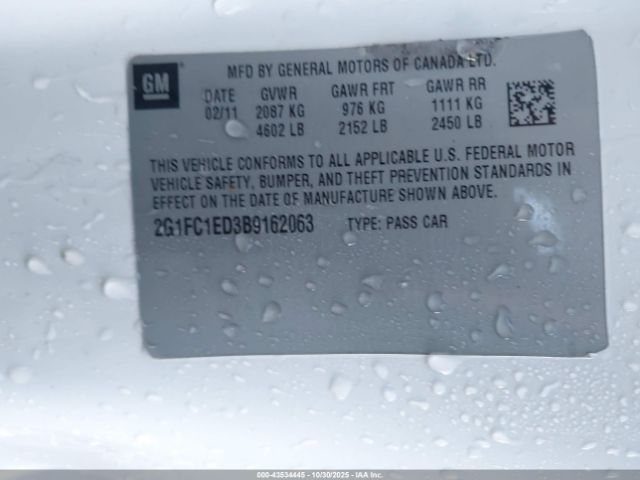 GM
MFD BY GENERAL MOTORS OF CANADA LTD.
DATE GVWR GAWR FRT GAWR RR
02/11 2087 KG 976 KG 1111 KG
4602 LB 2152 LB 2450 LB
THIS VEHICLE CONFORMS TO ALL APPLICABLE U.S. FEDERAL MOTOR
VEHICLE SAFETY, BUMPER, AND THEFT PREVENTION STANDARDS IN
EFFECT ON THE DATE OF MANUFACTURE SHOWN ABOVE.
2G1FC1ED3B9162063 TYPE: PASS CAR
000-43534445 - 10/30/2025 - IAA Inc.